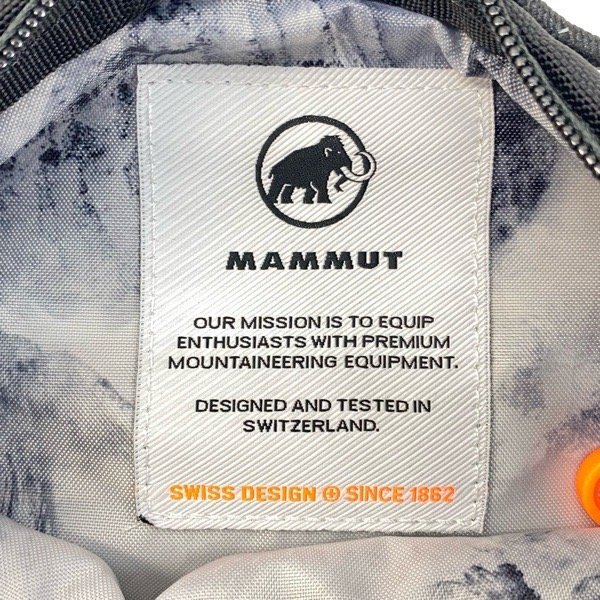 MAMMUT
OUR MISSION IS TO EQUIP
ENTHUSIASTS WITH PREMIUM
MOUNTAINEERING EQUIPMENT.
DESIGNED AND TESTED IN
SWITZERLAND.
SWISS DESIGN SINCE 1862